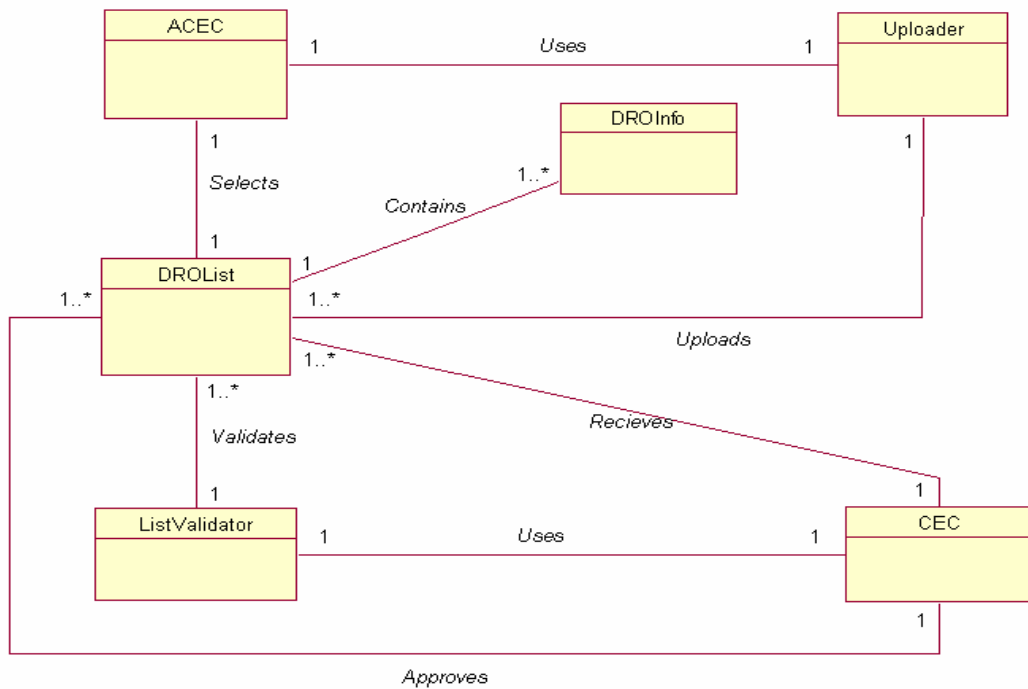 ACEC
1
Uses
1
Uploader
DROInfo
1
1
1..*
Selects
Contains
1
1
DROList
1..*
1..*
Uploads
1..*
1..*
Recieves
Validates
1
1
ListValidator
1
Uses
1
CEC
1
Approves